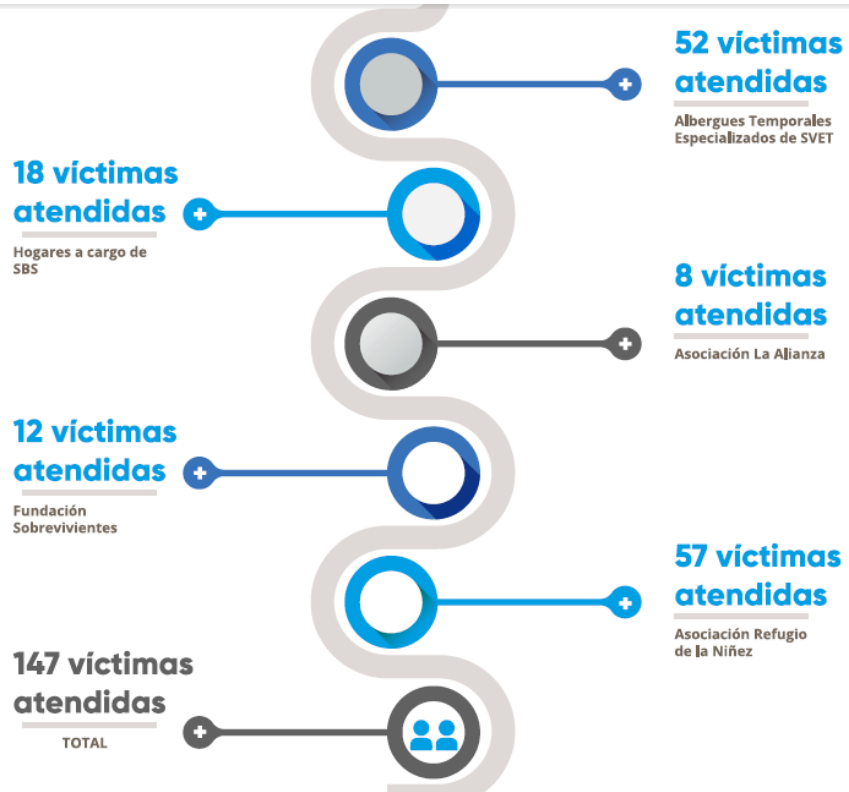 52 víctimas
atendidas
Albergues Temporales
Especializados de SVET
18 víctimas
atendidas
Hogares a cargo de
SBS
8 víctimas
atendidas
Asociación La Alianza
12 víctimas
atendidas
Fundación
Sobrevivientes
57 víctimas
atendidas
Asociación Refugio
de la Niñez
147 víctimas
atendidas
TOTAL